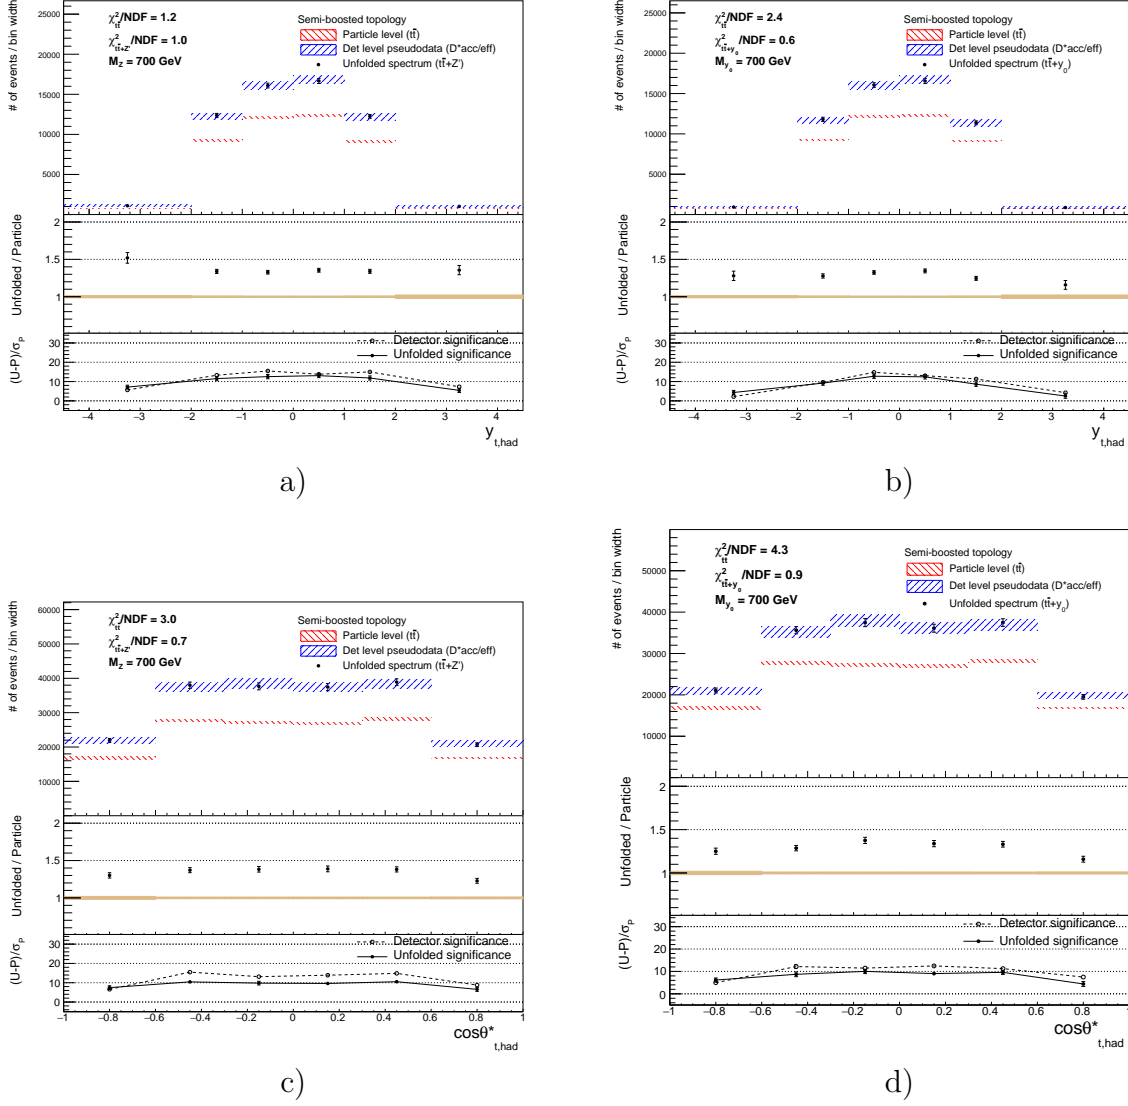 χ²tt̄/NDF = 1.2
χ²tt̄+Z'/NDF = 1.0
MZ' = 700 GeV
Semi-boosted topology
Particle level (tt̄)
Det level pseudodata (D*acc/eff)
Unfolded spectrum (tt̄+Z')
# of events / bin width
25000
20000
15000
10000
5000
Unfolded / Particle
2
1.5
1
(U-P)/σP
30
20
10
0
Detector significance
Unfolded significance
−4 −3 −2 −1 0 1 2 3 4
y t,had
a)
χ²tt̄/NDF = 2.4
χ²tt̄+y0/NDF = 0.6
My0 = 700 GeV
Semi-boosted topology
Particle level (tt̄)
Det level pseudodata (D*acc/eff)
Unfolded spectrum (tt̄+y0)
# of events / bin width
25000
20000
15000
10000
5000
Unfolded / Particle
2
1.5
1
(U-P)/σP
30
20
10
0
Detector significance
Unfolded significance
−4 −3 −2 −1 0 1 2 3 4
y t,had
b)
χ²tt̄/NDF = 3.0
χ²tt̄+Z'/NDF = 0.7
MZ' = 700 GeV
Semi-boosted topology
Particle level (tt̄)
Det level pseudodata (D*acc/eff)
Unfolded spectrum (tt̄+Z')
# of events / bin width
60000
50000
40000
30000
20000
10000
Unfolded / Particle
2
1.5
1
(U-P)/σP
30
20
10
0
Detector significance
Unfolded significance
−1 −0.8 −0.6 −0.4 −0.2 0 0.2 0.4 0.6 0.8 1
cosθ* t,had
c)
χ²tt̄/NDF = 4.3
χ²tt̄+y0/NDF = 0.9
My0 = 700 GeV
Semi-boosted topology
Particle level (tt̄)
Det level pseudodata (D*acc/eff)
Unfolded spectrum (tt̄+y0)
# of events / bin width
50000
40000
30000
20000
10000
Unfolded / Particle
2
1.5
1
(U-P)/σP
30
20
10
0
Detector significance
Unfolded significance
−1 −0.8 −0.6 −0.4 −0.2 0 0.2 0.4 0.6 0.8 1
cosθ* t,had
d)